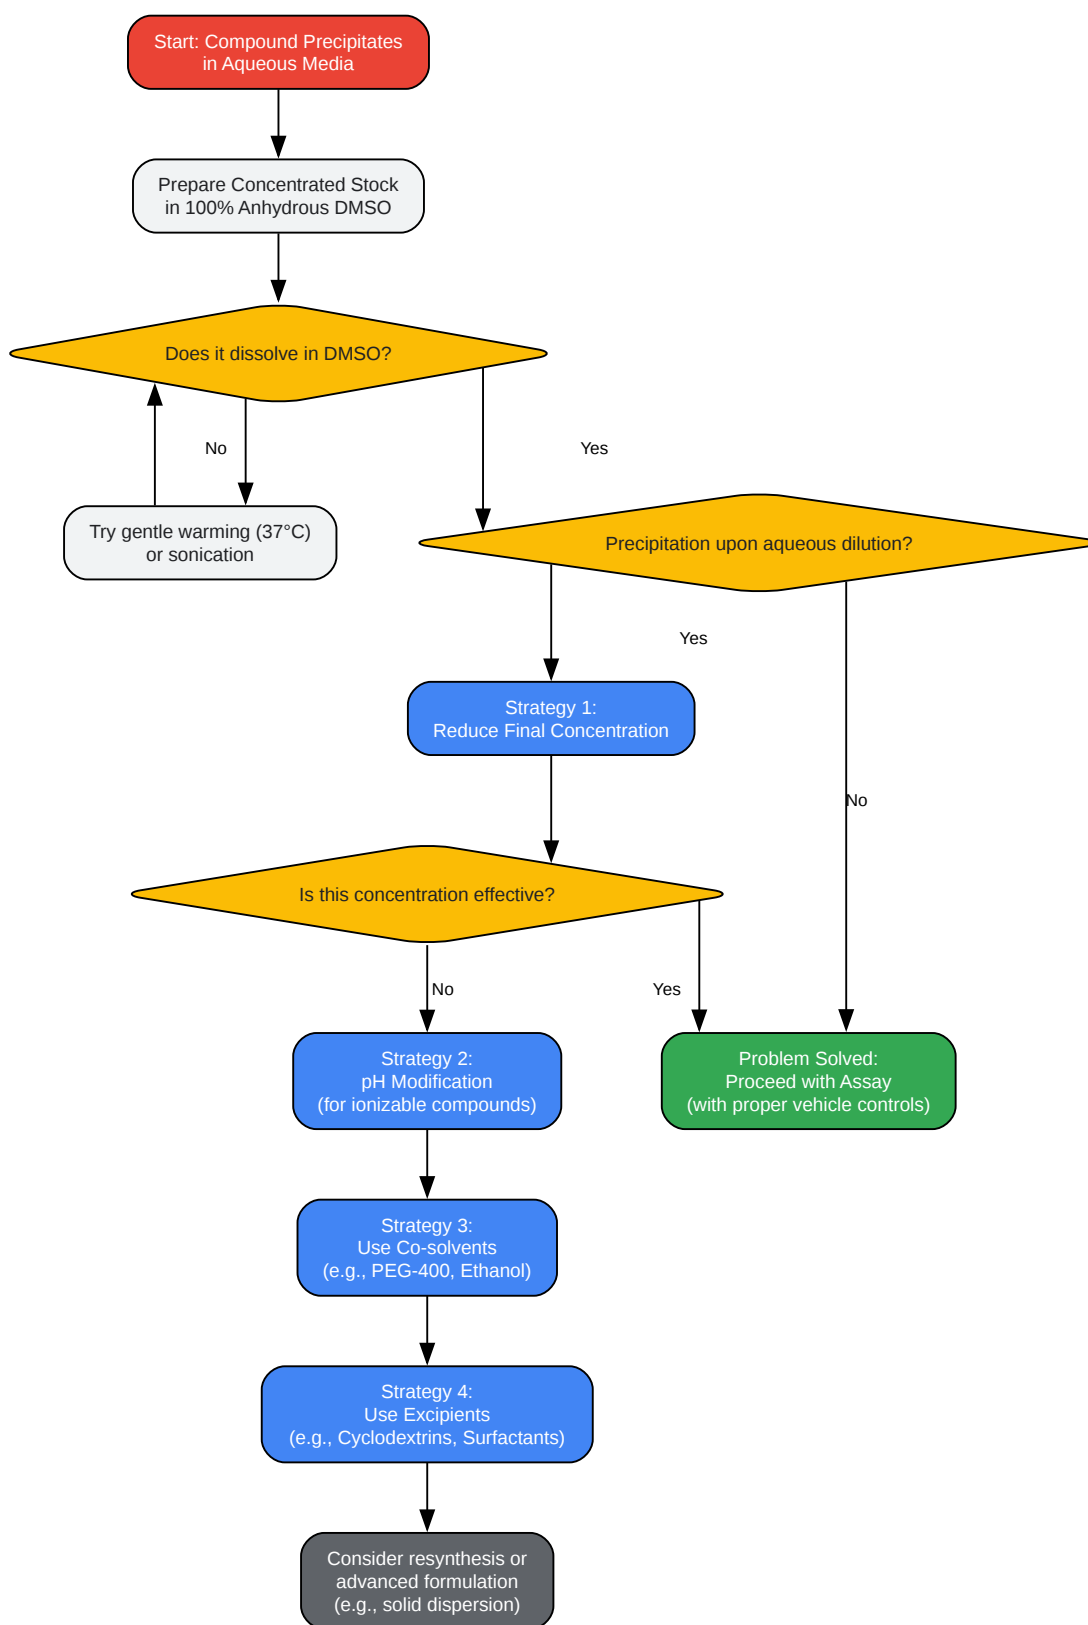 Start: Compound Precipitates
in Aqueous Media
Prepare Concentrated Stock
in 100% Anhydrous DMSO
Does it dissolve in DMSO?
No
Yes
Try gentle warming (37°C)
or sonication
Precipitation upon aqueous dilution?
Yes
Strategy 1:
Reduce Final Concentration
No
Is this concentration effective?
No
Yes
Strategy 2:
pH Modification
(for ionizable compounds)
Problem Solved:
Proceed with Assay
(with proper vehicle controls)
Strategy 3:
Use Co-solvents
(e.g., PEG-400, Ethanol)
Strategy 4:
Use Excipients
(e.g., Cyclodextrins, Surfactants)
Consider resynthesis or
advanced formulation
(e.g., solid dispersion)